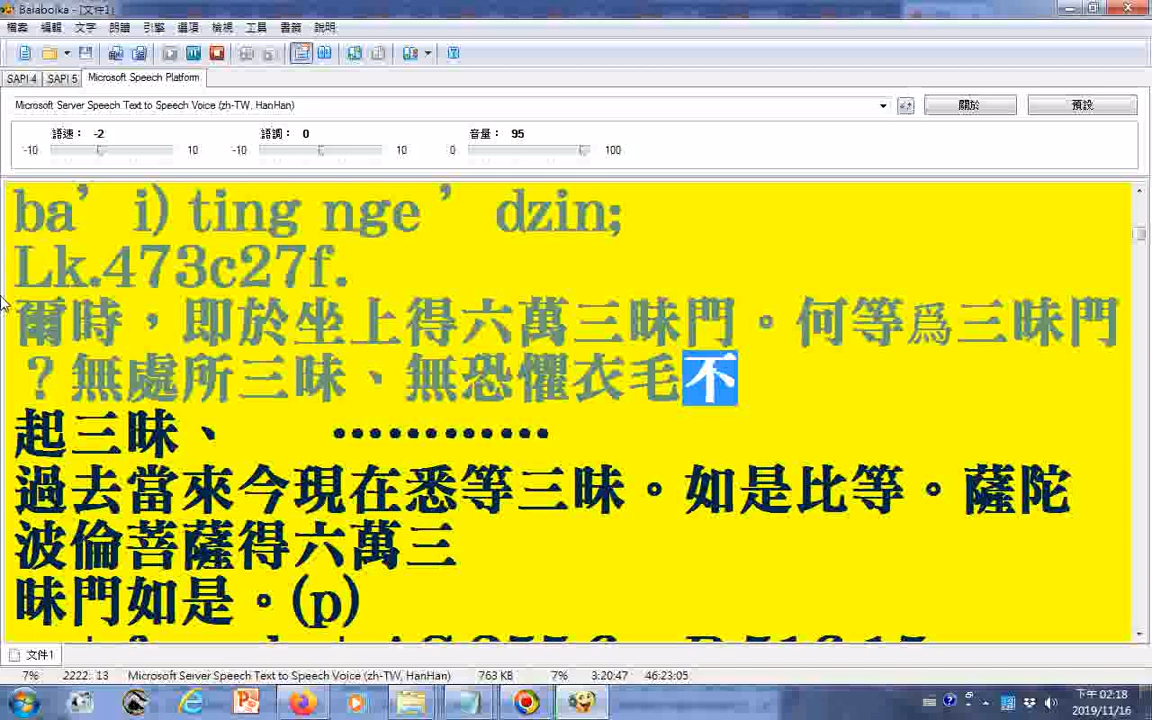 Balabolka - [文件1]
檔案 編輯 文字 朗讀 引擎 選項 檢視 工具 書籤 說明
SAPI 4 SAPI 5 Microsoft Speech Platform
Microsoft Server Speech Text to Speech Voice (zh-TW, HanHan) 關於 預設
語速： -2 語調： 0 音量： 95
-10 10 -10 10 0 100
ba’ i) ting nge ’ dzin;
Lk.473c27f.
爾時，即於坐上得六萬三昧門。何等爲三昧門
？無處所三昧、無恐懼衣毛不
起三昧、 …………
過去當來今現在悉等三昧。如是比等。薩陀
波倫菩薩得六萬三
昧門如是。(p)
文件1
7% 2222: 13 Microsoft Server Speech Text to Speech Voice (zh-TW, HanHan) 763 KB 7% 3:20:47 46:23:05
下午 02:18
2019/11/16